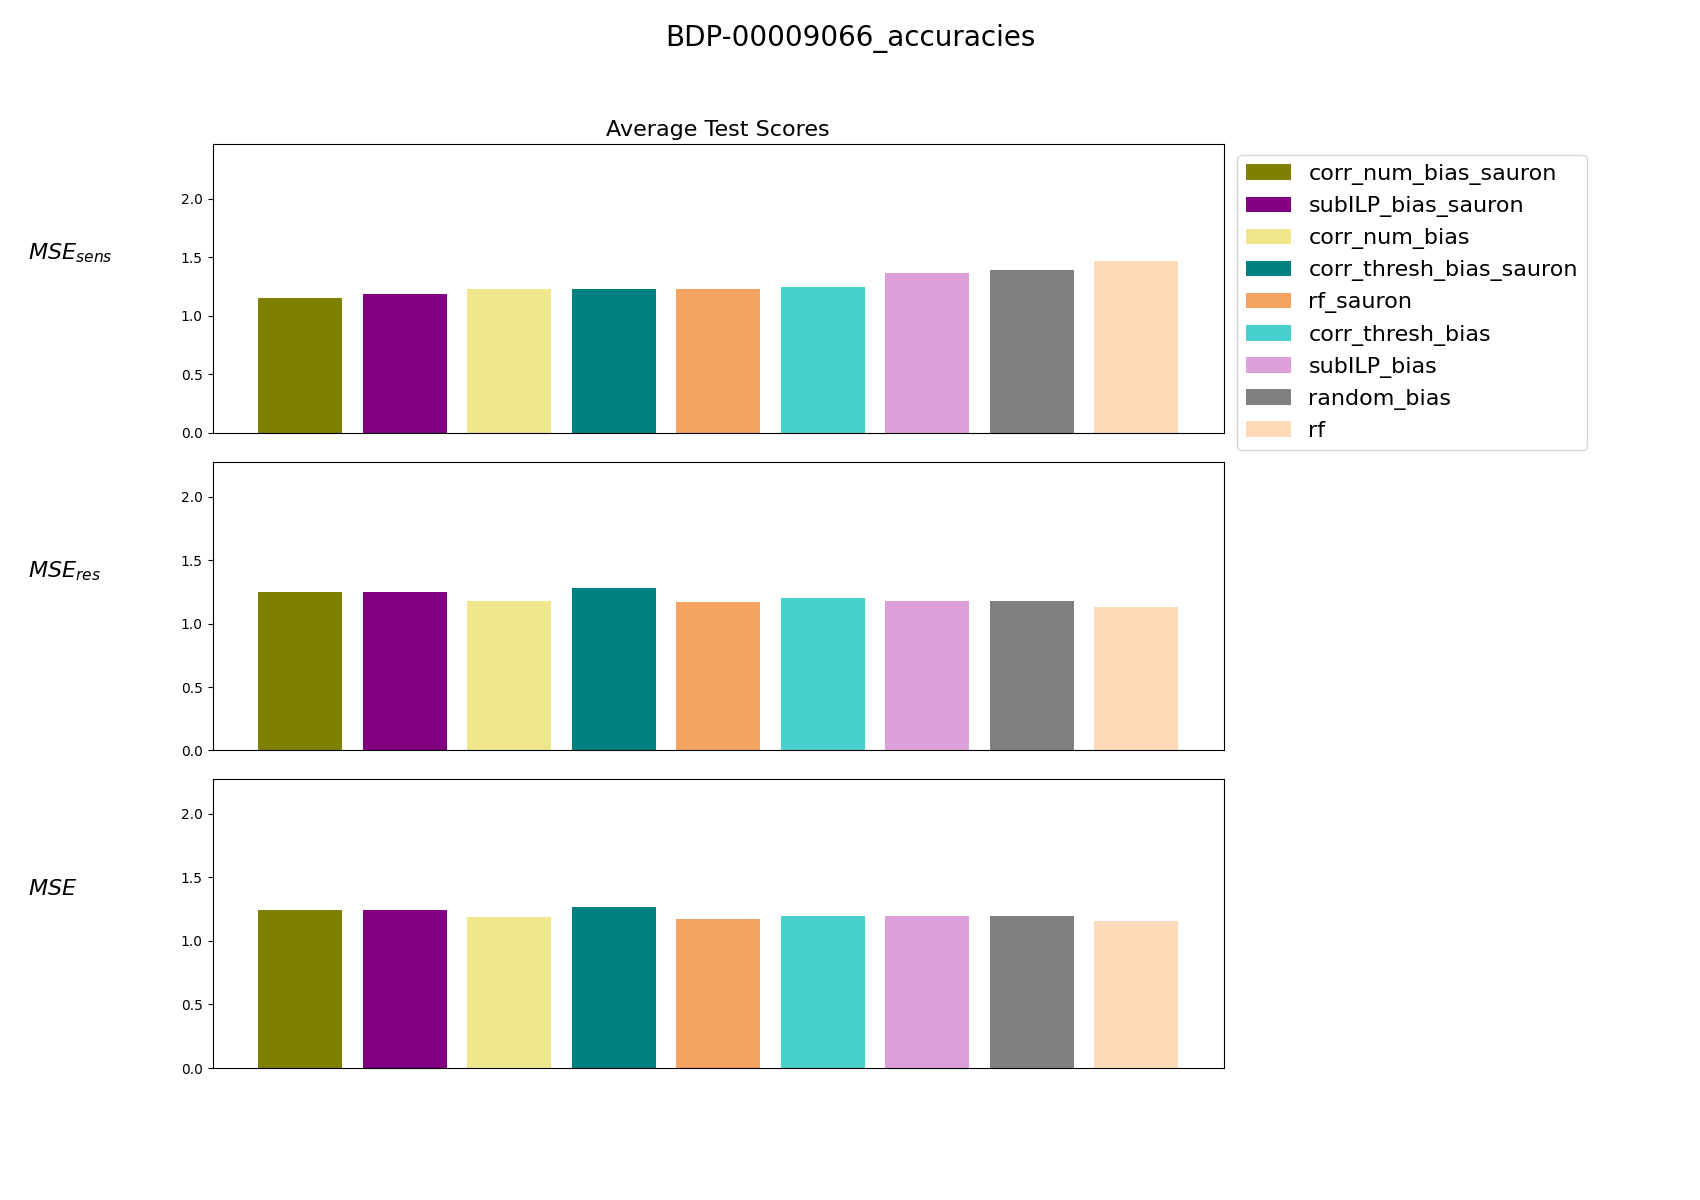 BDP-00009066_accuracies
Average Test Scores
MSE_sens
2.0
1.5
1.0
0.5
0.0
corr_num_bias_sauron
subILP_bias_sauron
corr_num_bias
corr_thresh_bias_sauron
rf_sauron
corr_thresh_bias
subILP_bias
random_bias
rf
MSE_res
2.0
1.5
1.0
0.5
0.0
MSE
2.0
1.5
1.0
0.5
0.0